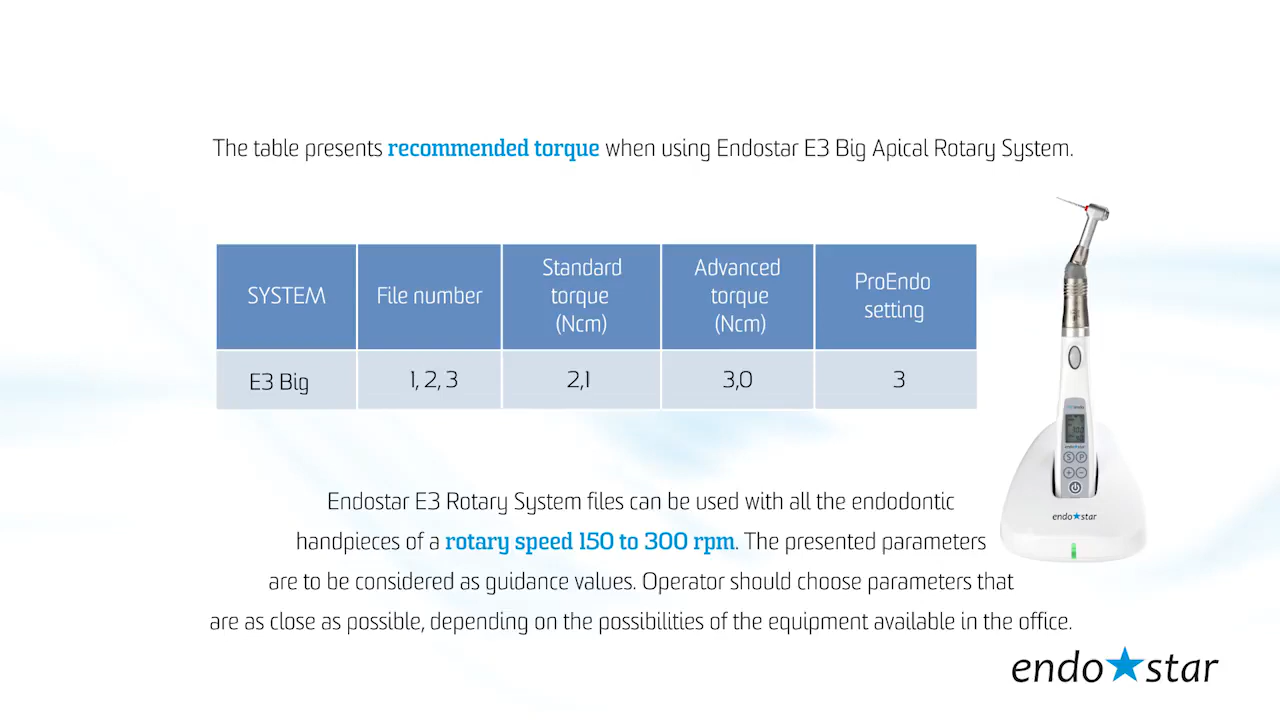 The table presents recommended torque when using Endostar E3 Big Apical Rotary System.
SYSTEM
File number
Standard
torque
(Ncm)
Advanced
torque
(Ncm)
ProEndo
setting
E3 Big
1, 2, 3
2,1
3,0
3
Endostar E3 Rotary System files can be used with all the endodontic
handpieces of a rotary speed 150 to 300 rpm. The presented parameters
are to be considered as guidance values. Operator should choose parameters that
are as close as possible, depending on the possibilities of the equipment available in the office.
S P
+ −
endo★star
endo★star